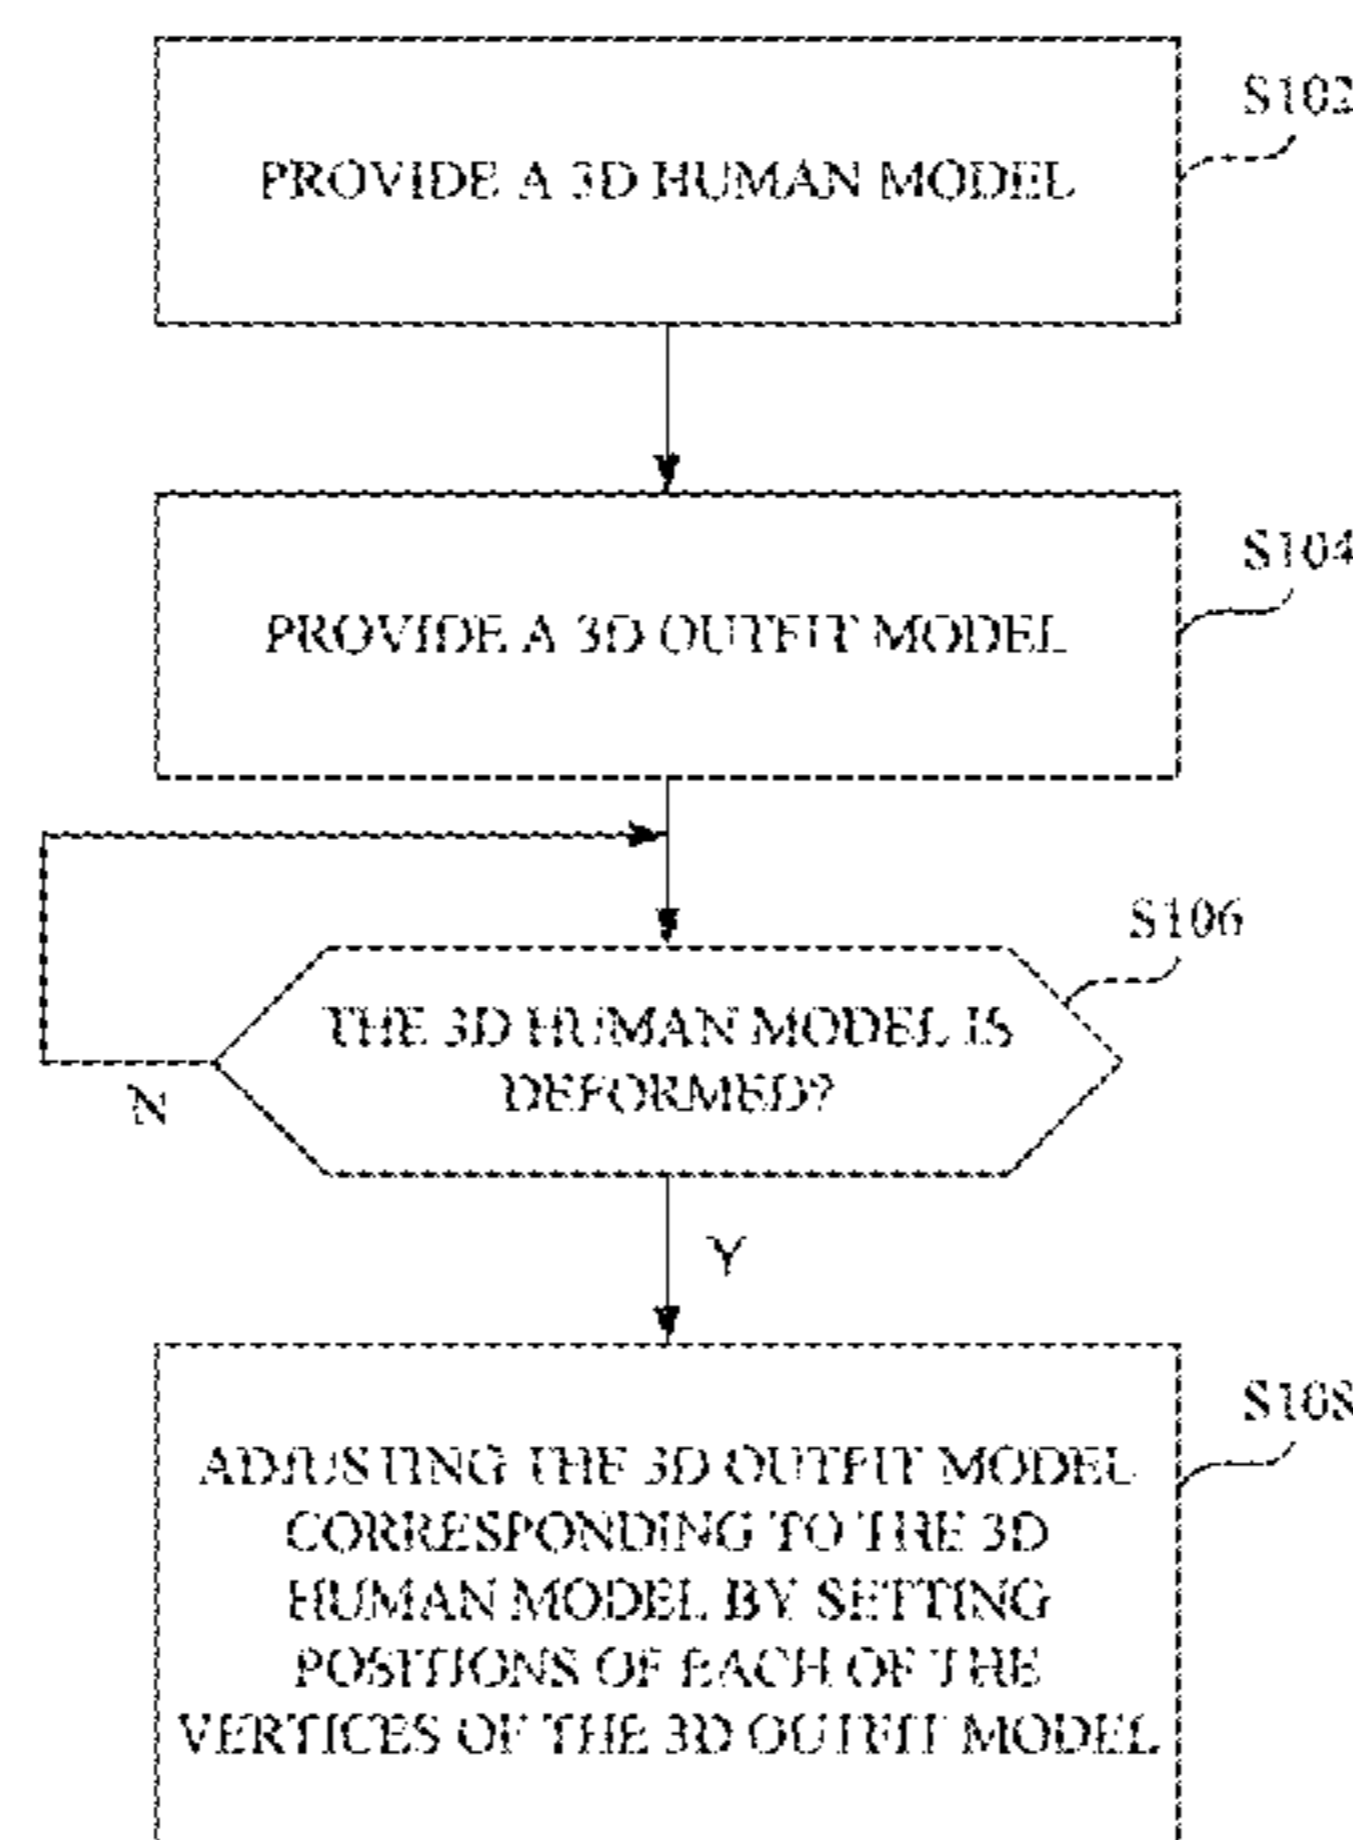 S102
PROVIDE A 3D HUMAN MODEL
S104
PROVIDE A 3D OUTFIT MODEL
S106
THE 3D HUMAN MODEL IS
DEFORMED?
N
Y
S108
ADJUSTING THE 3D OUTFIT MODEL
CORRESPONDING TO THE 3D
HUMAN MODEL BY SETTING
POSITIONS OF EACH OF THE
VERTICES OF THE 3D OUTFIT MODEL